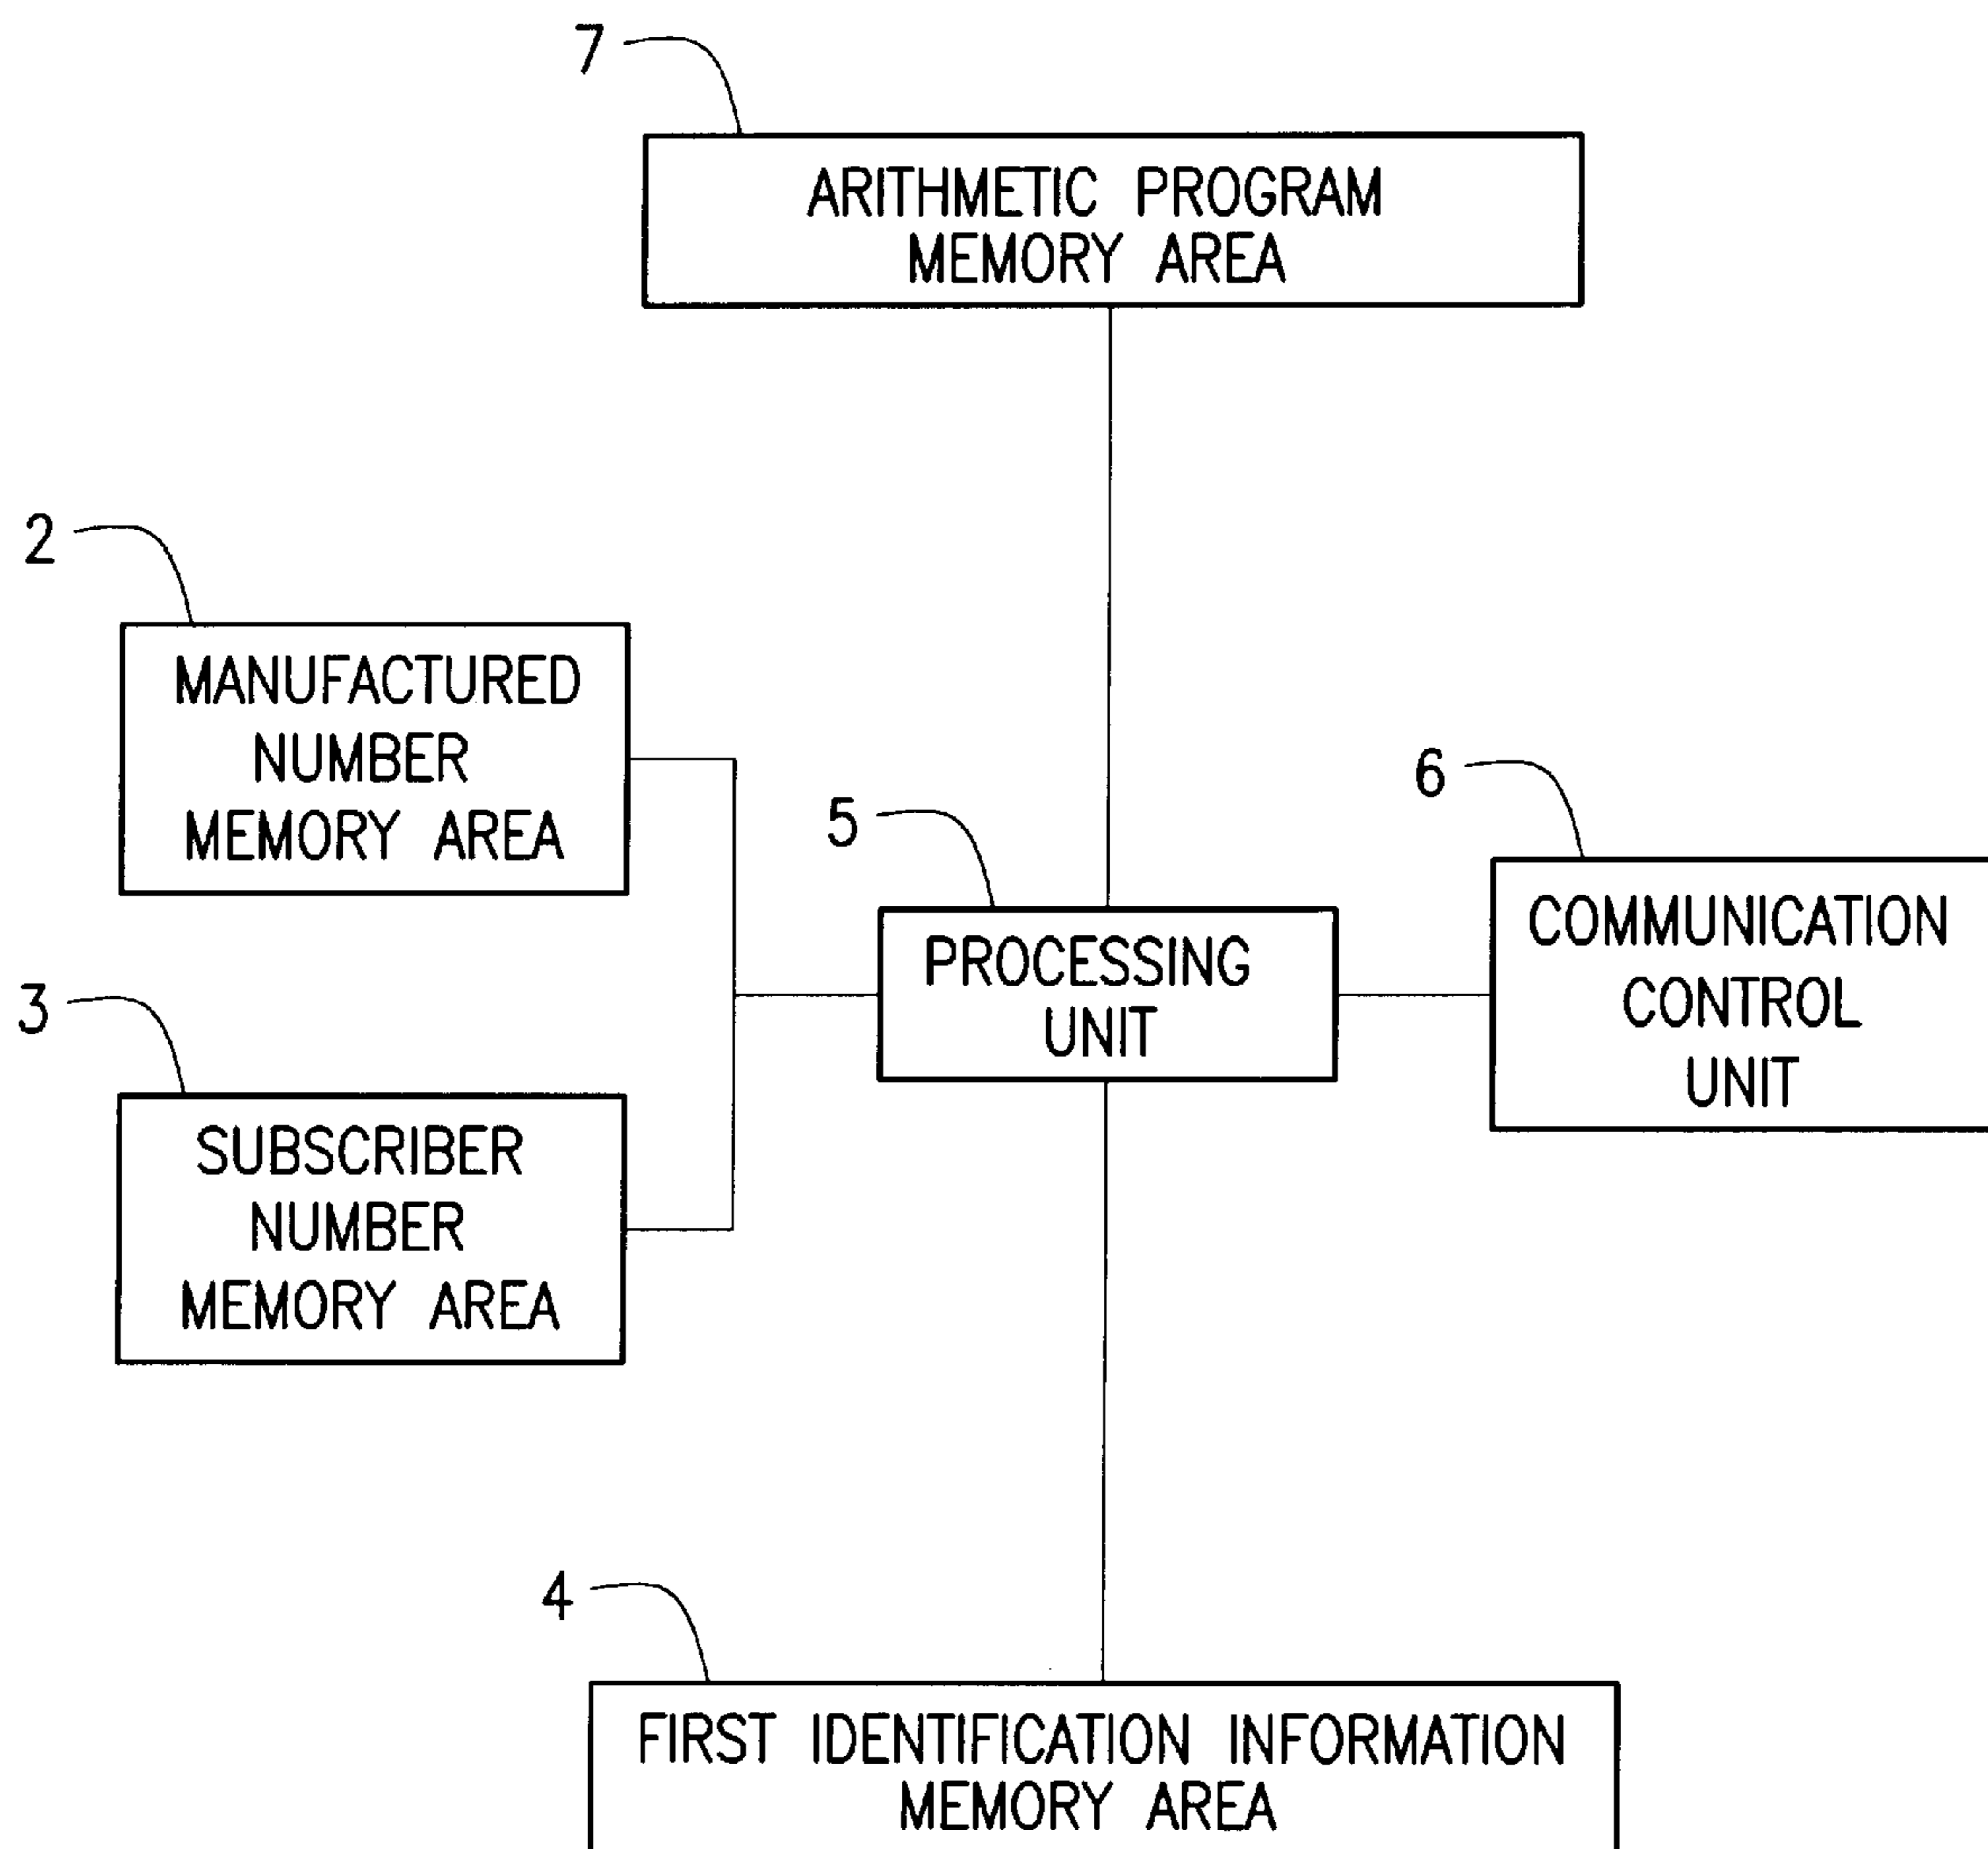 7
ARITHMETIC PROGRAM
MEMORY AREA
2
MANUFACTURED
NUMBER
MEMORY AREA
3
SUBSCRIBER
NUMBER
MEMORY AREA
5
PROCESSING
UNIT
6
COMMUNICATION
CONTROL
UNIT
4
FIRST IDENTIFICATION INFORMATION
MEMORY AREA